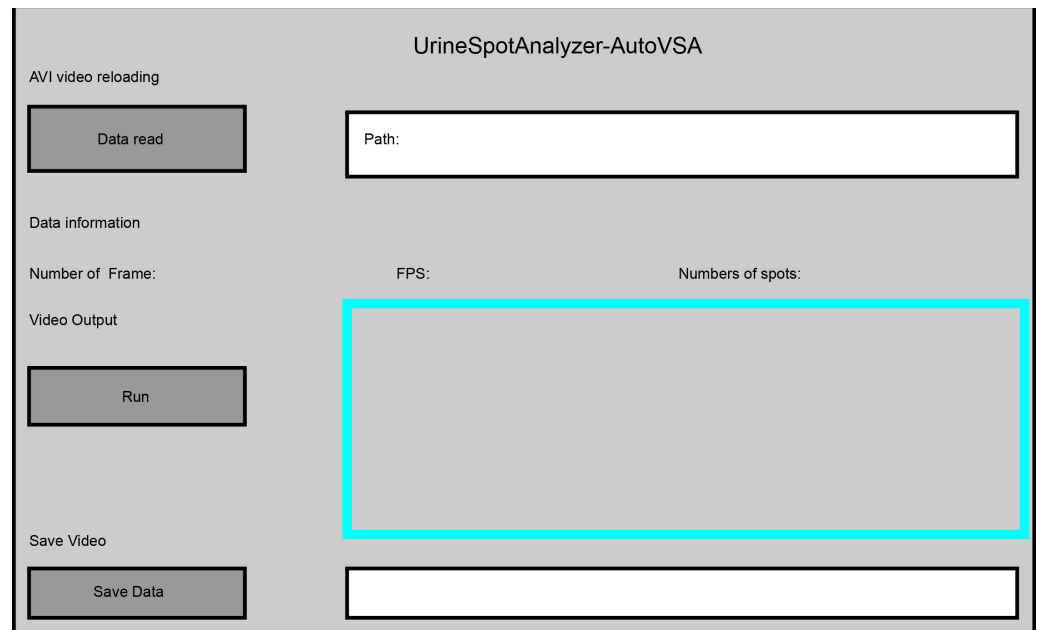 UrineSpotAnalyzer-AutoVSA
AVI video reloading
Data read
Path:
Data information
Number of Frame:
FPS:
Numbers of spots:
Video Output
Run
Save Video
Save Data